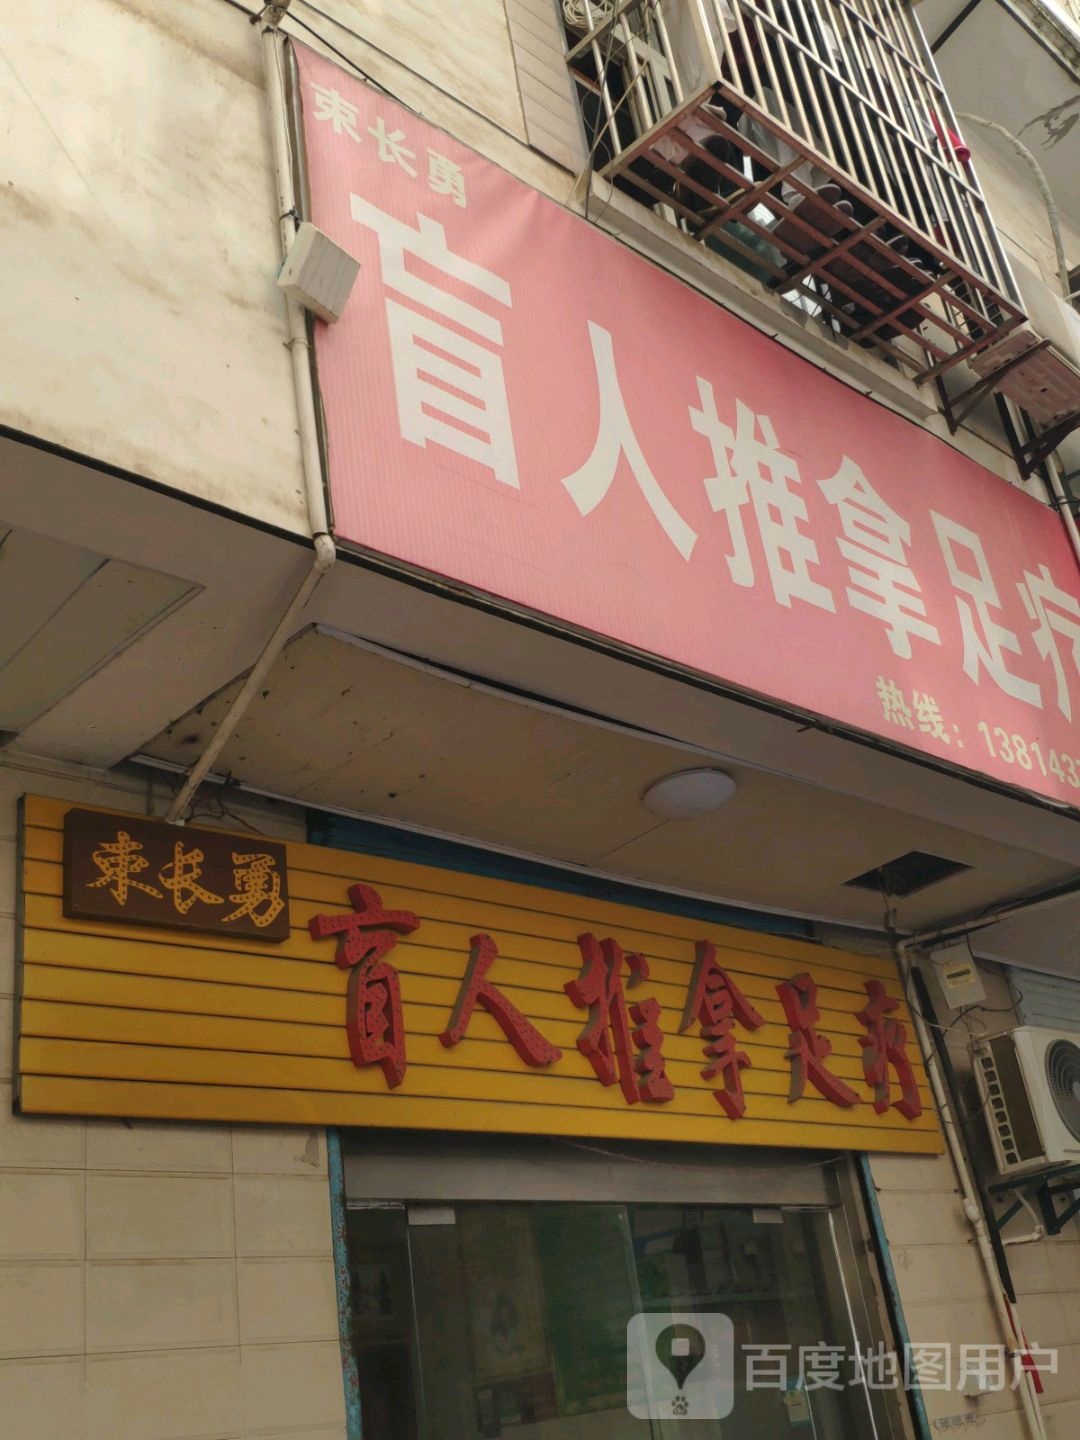 束长勇
盲人推拿足疗
热线：1381437
束长勇
盲人推拿足疗
百度地图用户